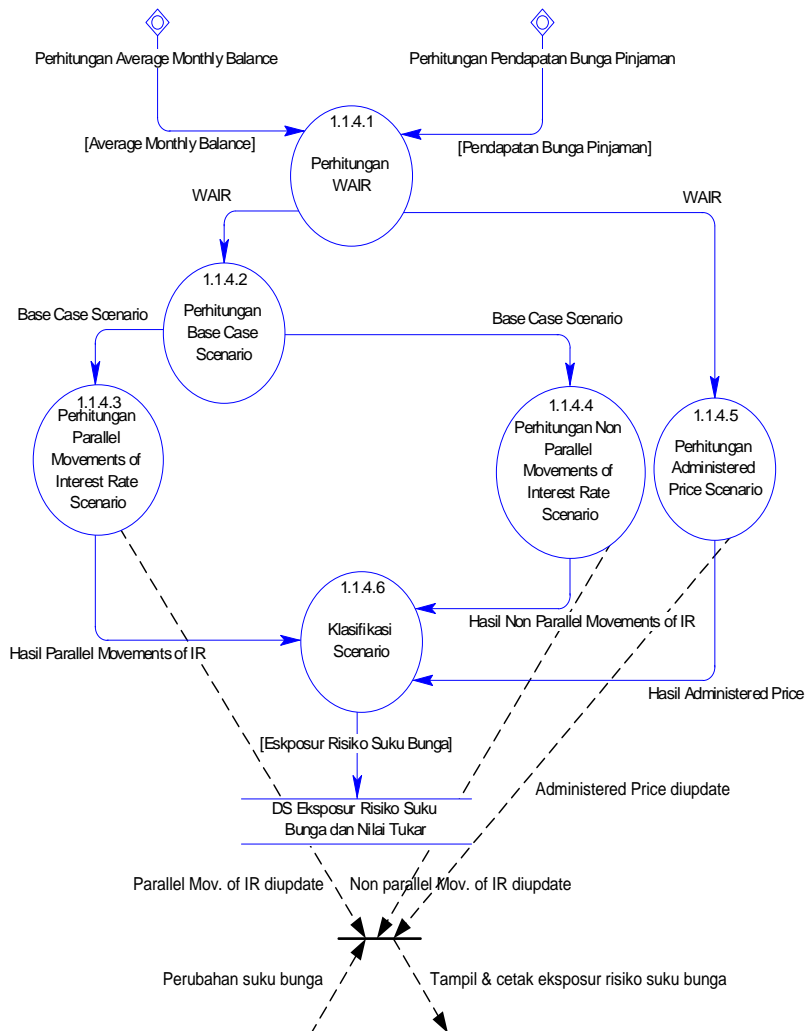 Perhitungan Average Monthly Balance
Perhitungan Pendapatan Bunga Pinjaman
[Average Monthly Balance]
[Pendapatan Bunga Pinjaman]
1.1.4.1
Perhitungan
WAIR
WAIR
WAIR
1.1.4.2
Perhitungan
Base Case
Scenario
Base Case Scenario
Base Case Scenario
1.1.4.3
Perhitungan
Parallel
Movements of
Interest Rate
Scenario
1.1.4.4
Perhitungan Non
Parallel
Movements of
Interest Rate
Scenario
1.1.4.5
Perhitungan
Administered
Price Scenario
1.1.4.6
Klasifikasi
Scenario
Hasil Parallel Movements of IR
Hasil Non Parallel Movements of IR
Hasil Administered Price
[Eskposur Risiko Suku Bunga]
DS Eksposur Risiko Suku
Bunga dan Nilai Tukar
Administered Price diupdate
Parallel Mov. of IR diupdate
Non parallel Mov. of IR diupdate
Perubahan suku bunga
Tampil & cetak eksposur risiko suku bunga